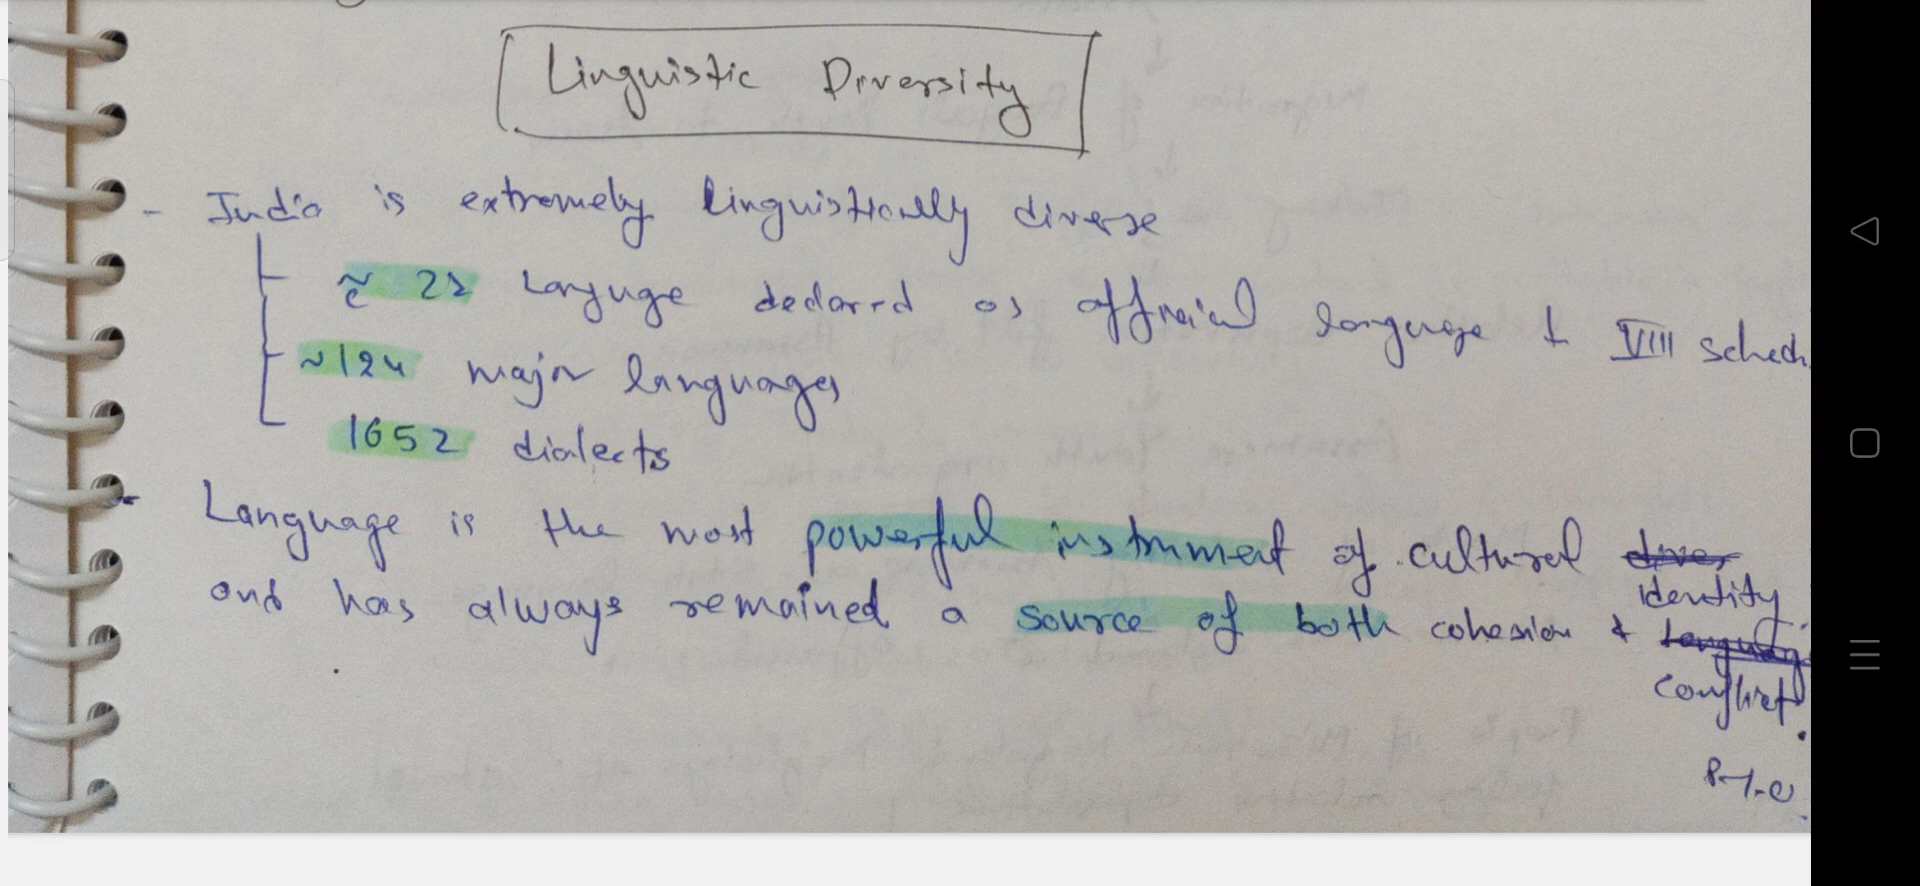 Linguistic Diversity
- India is extremely linguistically diverse
~ 22 Language declared as official language & VIII sched
~124 major languages
1652 dialects
- Language is the most powerful instrument of cultural diver
identity
and has always remained a source of both cohesion & language
conflict.
P.T.O